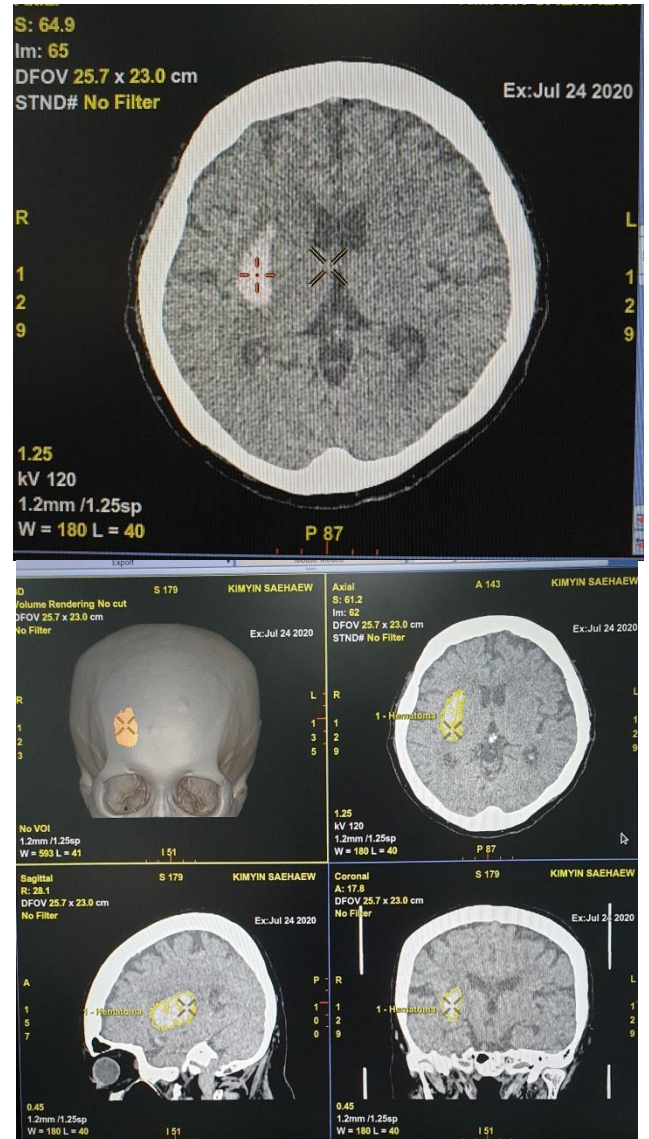 S: 64.9
Im: 65
DFOV 25.7 x 23.0 cm
STND# No Filter
Ex:Jul 24 2020
R
L
1
2
9
1
2
9
1.25
kV 120
1.2mm /1.25sp
W = 180 L = 40
P 87
Export
S 179
KIMYIN SAEHAEW
Volume Rendering No cut
DFOV 25.7 x 23.0 cm
No Filter
Ex:Jul 24 2020
R
L
1
2
3
1
3
5
No VOI
1.2mm /1.25sp
W = 593 L = 41
I 51
Axial
A 143
KIMYIN SAEHAEW
S: 61.2
Im: 62
DFOV 25.7 x 23.0 cm
STND# No Filter
Ex:Jul 24 2020
R
L
1 - Hematoma
1
2
9
1
2
9
1.25
kV 120
1.2mm /1.25sp
W = 180 L = 40
P 87
Sagittal
S 179
KIMYIN SAEHAEW
R: 28.1
DFOV 25.7 x 23.0 cm
No Filter
Ex:Jul 24 2020
A
P
1 - Hematoma
1
5
7
1
0
0
0.45
1.2mm /1.25sp
W = 180 L = 40
I 51
Coronal
S 179
KIMYIN SAEHAEW
A: 17.8
DFOV 25.7 x 23.0 cm
No Filter
Ex:Jul 24 2020
R
L
1 - Hematoma
1
2
9
1
2
9
0.45
1.2mm /1.25sp
W = 180 L = 40
I 51